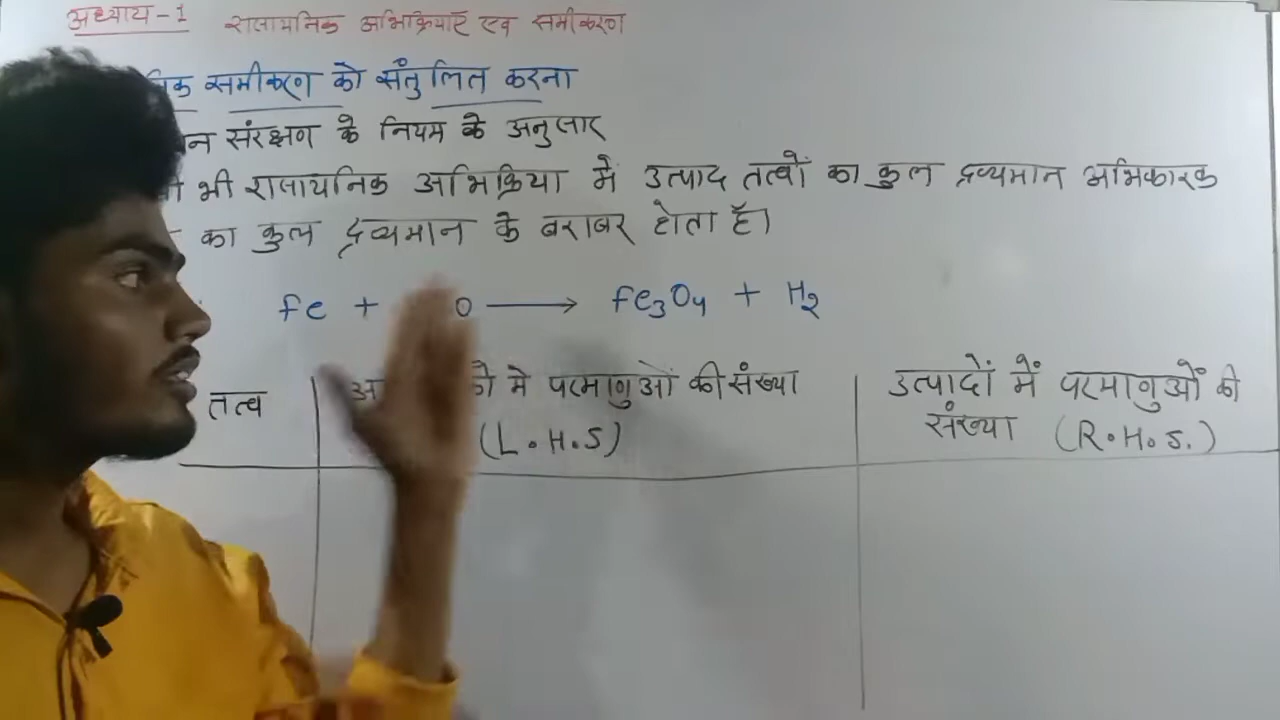 अध्याय-1 रासायनिक अभिक्रियाएँ एवं समीकरण
समीकरण को संतुलित करना
संरक्षण के नियम के अनुसार
भी रासायनिक अभिक्रिया में उत्पाद तत्वों का कुल द्रव्यमान अभिकारक
का कुल द्रव्यमान के बराबर होता है।
Fe + O ⟶ Fe₃O₄ + H₂
तत्व
में परमाणुओं की संख्या
(L.H.S)
उत्पादों में परमाणुओं की
संख्या (R.H.S.)